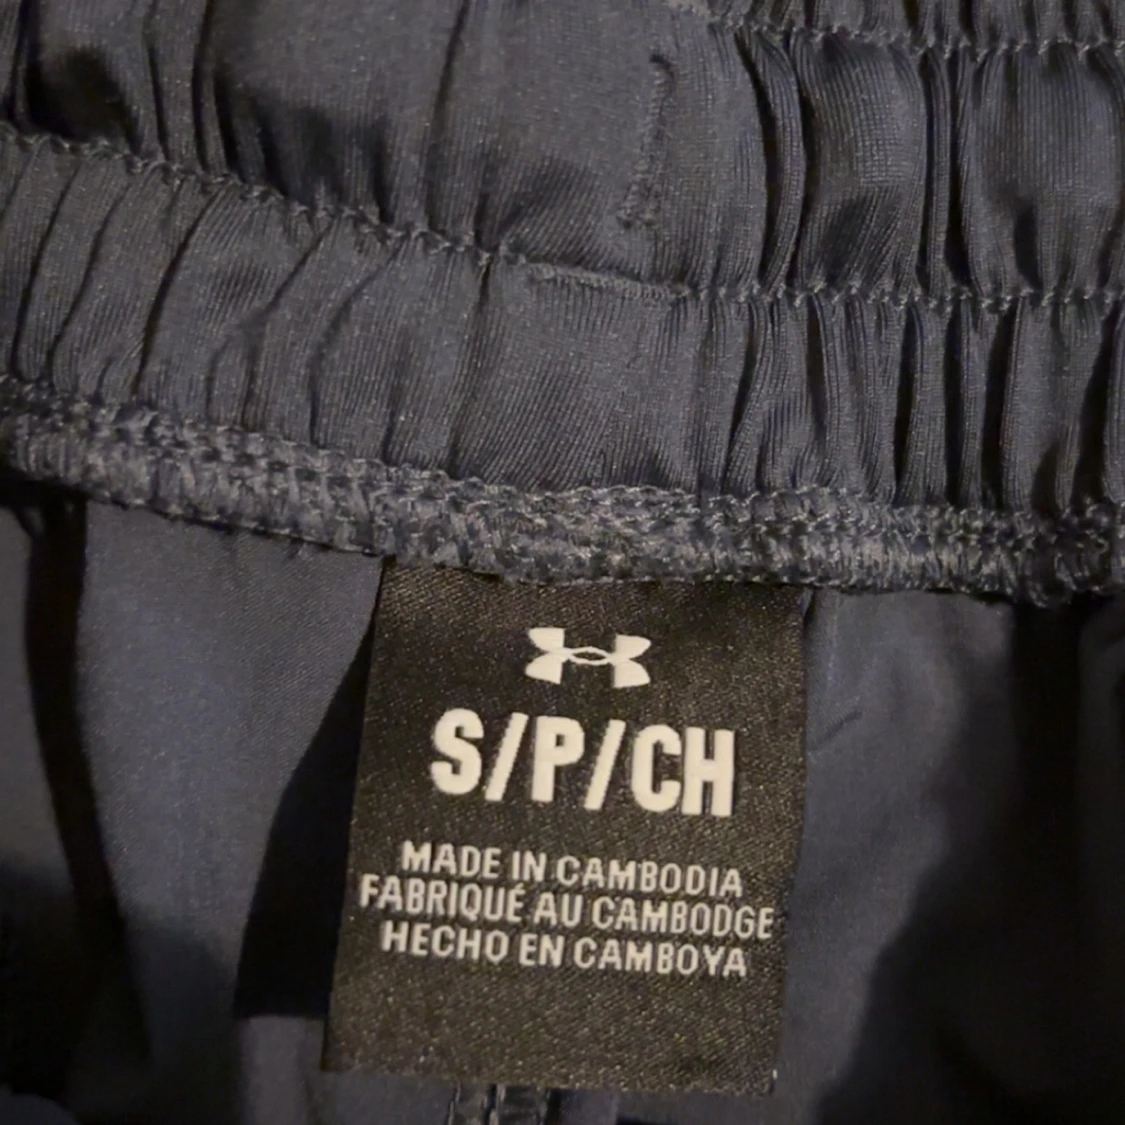 S/P/CH
MADE IN CAMBODIA
FABRIQUÉ AU CAMBODGE
HECHO EN CAMBOYA